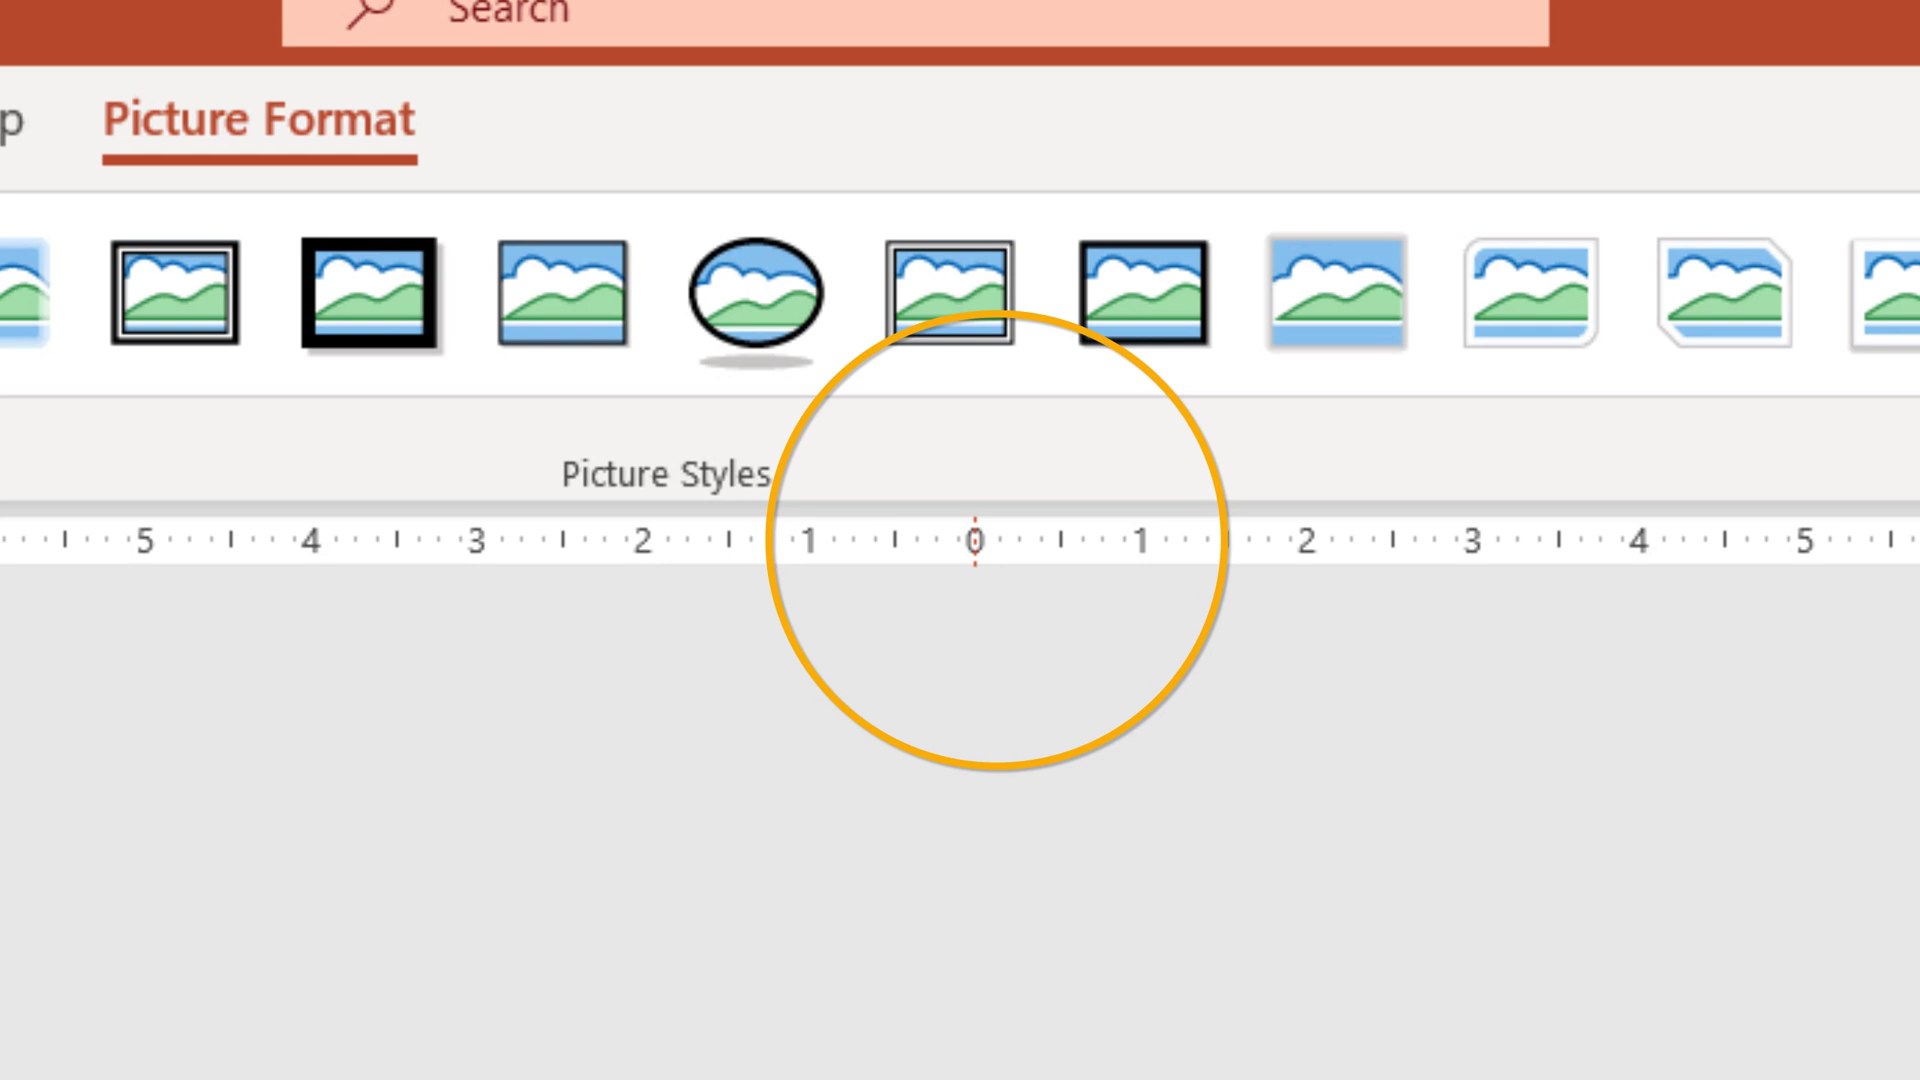 Search
p
Picture Format
Picture Styles
5 4 3 2 1 0 1 2 3 4 5